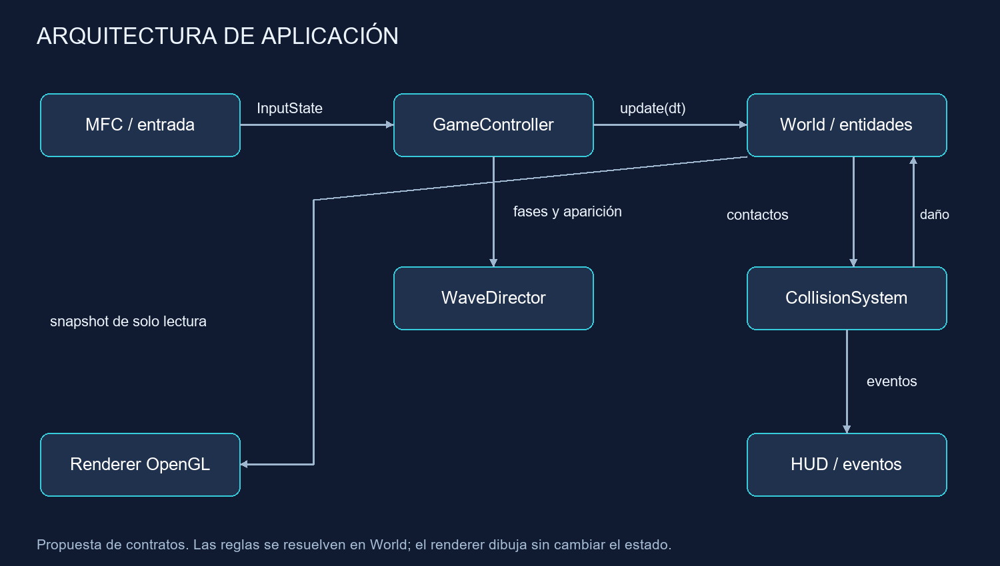 ARQUITECTURA DE APLICACIÓN
MFC / entrada
InputState
GameController
update(dt)
World / entidades
fases y aparición
contactos
daño
WaveDirector
CollisionSystem
snapshot de solo lectura
eventos
Renderer OpenGL
HUD / eventos
Propuesta de contratos. Las reglas se resuelven en World; el renderer dibuja sin cambiar el estado.